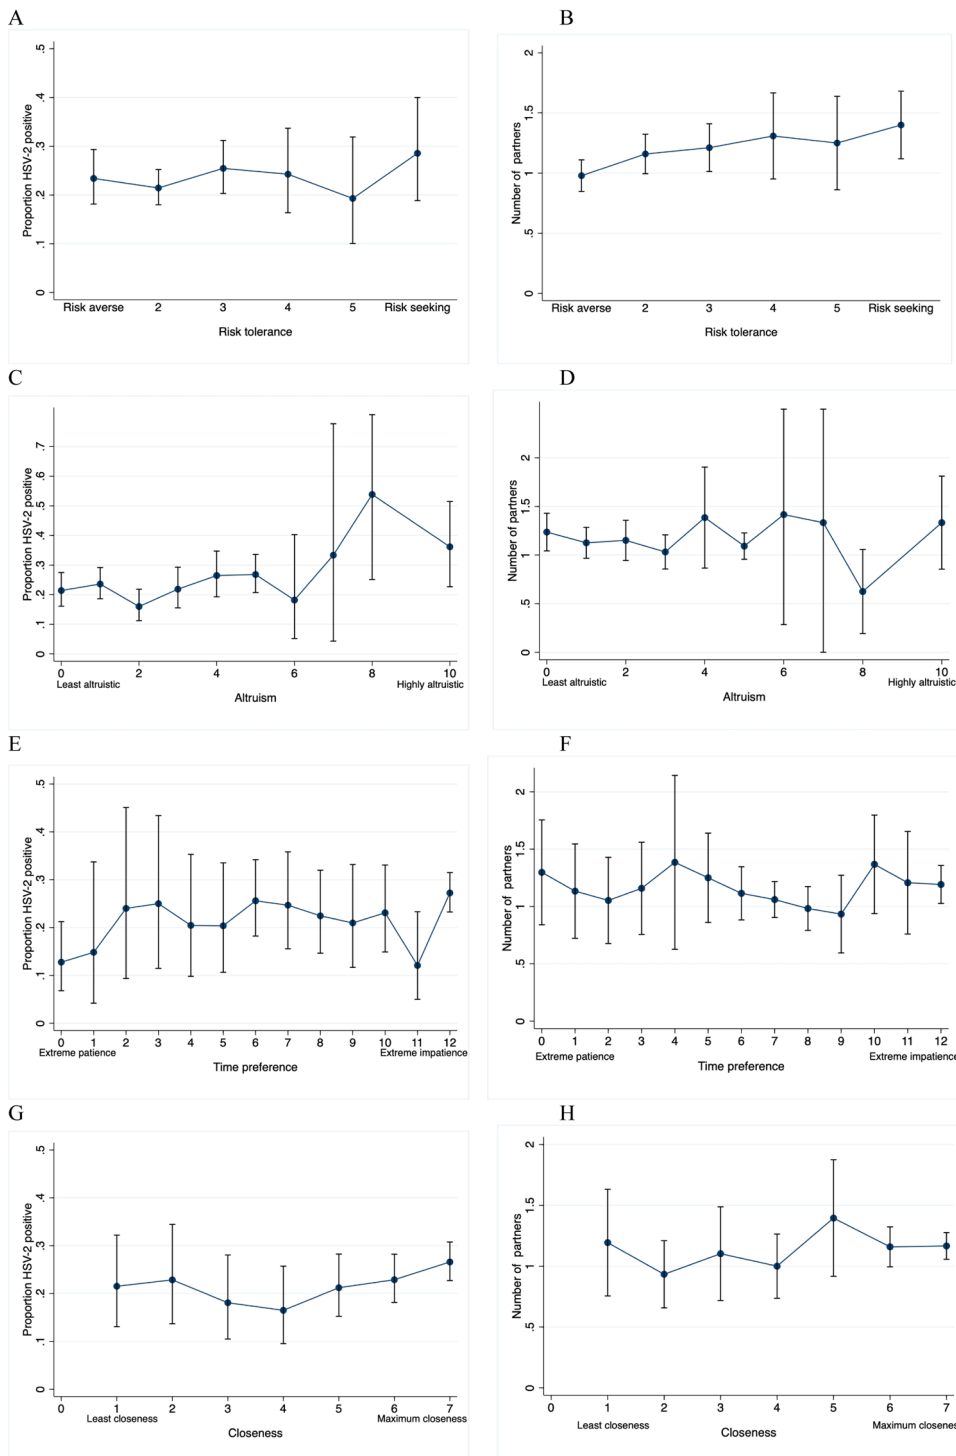 A
Proportion HSV-2 positive
.5
.4
.3
.2
.1
0
Risk averse 2 3 4 5 Risk seeking
Risk tolerance
B
Number of partners
2
1.5
1
.5
0
Risk averse 2 3 4 5 Risk seeking
Risk tolerance
C
Proportion HSV-2 positive
.7
.6
.5
.4
.3
.2
.1
0
0 2 4 6 8 10
Least altruistic Highly altruistic
Altruism
D
Number of partners
2
1.5
1
.5
0
0 2 4 6 8 10
Least altruistic Highly altruistic
Altruism
E
Proportion HSV-2 positive
.5
.4
.3
.2
.1
0
0 1 2 3 4 5 6 7 8 9 10 11 12
Extreme patience Extreme impatience
Time preference
F
Number of partners
2
1.5
1
.5
0
0 1 2 3 4 5 6 7 8 9 10 11 12
Extreme patience Extreme impatience
Time preference
G
Proportion HSV-2 positive
.5
.4
.3
.2
.1
0
0 1 2 3 4 5 6 7
Least closeness Maximum closeness
Closeness
H
Number of partners
2
1.5
1
.5
0
0 1 2 3 4 5 6 7
Least closeness Maximum closeness
Closeness